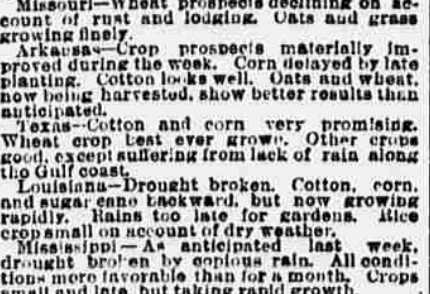 Missouri—Wheat prospects declining on ac-
count of rust and lodging. Oats and grass
growing finely.
Arkansas—Crop prospects materially im-
proved during the week. Corn delayed by late
planting. Cotton looks well. Oats and wheat,
now being harvested, show better results than
anticipated.
Texas—Cotton and corn very promising.
Wheat crop best ever grown. Other crops
good, except suffering from lack of rain along
the Gulf coast.
Louisiana—Drought broken. Cotton, corn,
and sugar cane backward, but now growing
rapidly. Rains too late for gardens. Rice
crop small on account of dry weather.
Mississippi—As anticipated last week,
drought broken by copious rain. All condi-
tions more favorable than for a month. Crops
small and late, but taking rapid growth.